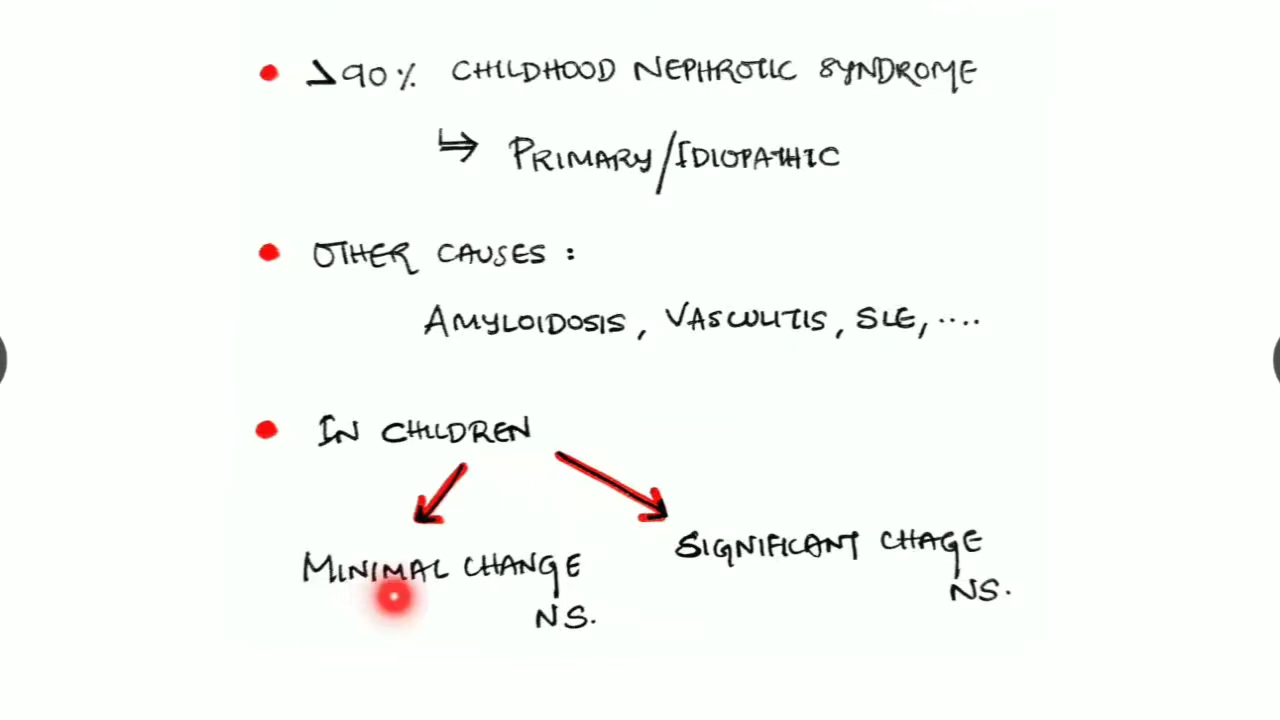 >90% CHILDHOOD NEPHROTIC SYNDROME
↳ PRIMARY/IDIOPATHIC
OTHER CAUSES:
AMYLOIDOSIS, VASCULITIS, SLE, ....
IN CHILDREN
MINIMAL CHANGE
NS.
SIGNIFICANT CHAGE
NS.